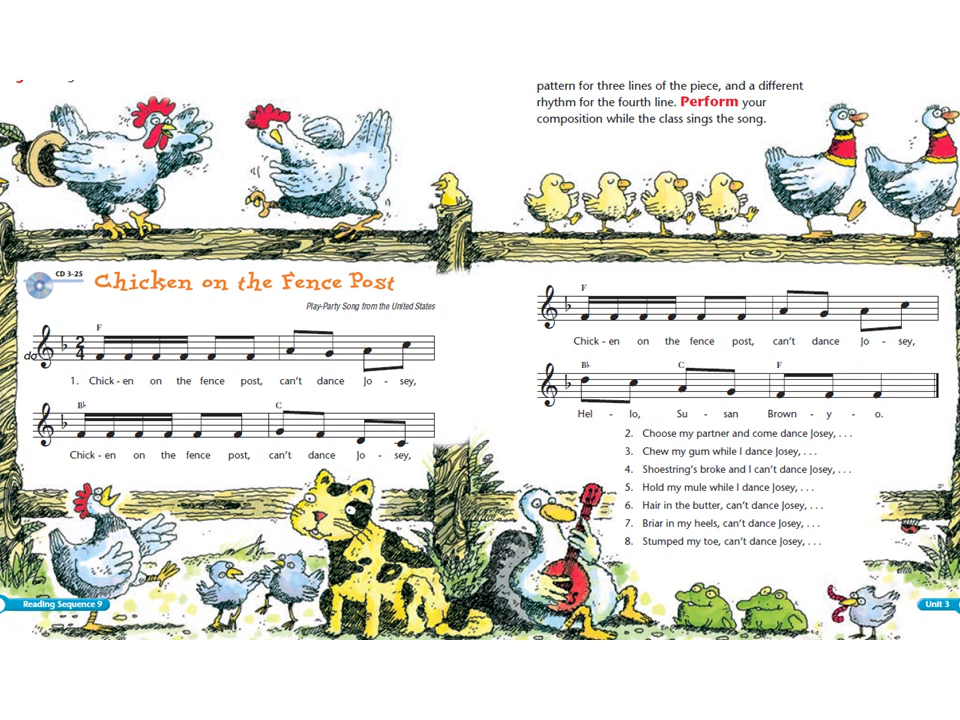 pattern for three lines of the piece, and a different
rhythm for the fourth line. Perform your
composition while the class sings the song.
CD 3-25
Chicken on the Fence Post
Play-Party Song from the United States
F
do
2
4
1. Chick - en on the fence post, can't dance Jo - sey,
Bb C
Chick - en on the fence post, can't dance Jo - sey,
F
Chick - en on the fence post, can't dance Jo - sey,
Bb C F
Hel - lo, Su - san Brown - y - o.
2. Choose my partner and come dance Josey, . . .
3. Chew my gum while I dance Josey, . . .
4. Shoestring's broke and I can't dance Josey, . . .
5. Hold my mule while I dance Josey, . . .
6. Hair in the butter, can't dance Josey, . . .
7. Briar in my heels, can't dance Josey, . . .
8. Stumped my toe, can't dance Josey, . . .
Reading Sequence 9
Unit 3